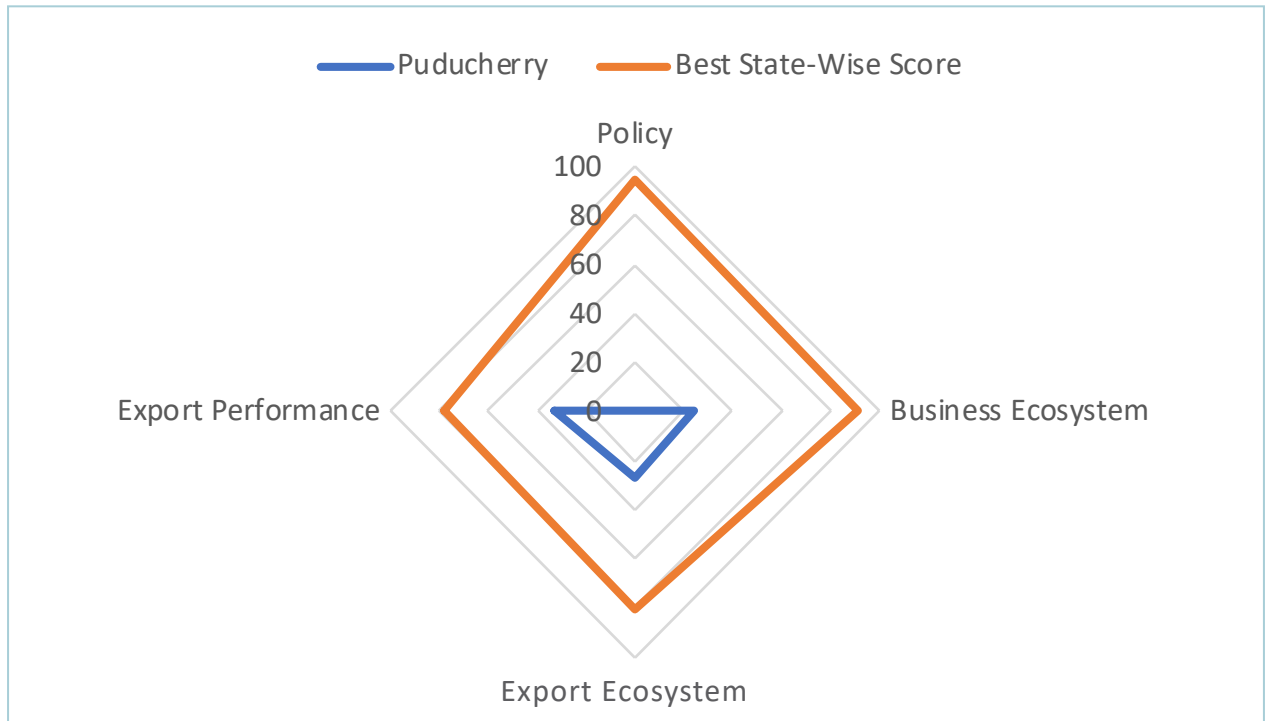 Puducherry Best State-Wise Score
Policy
100
80
60
40
20
0
Export Performance
Business Ecosystem
Export Ecosystem